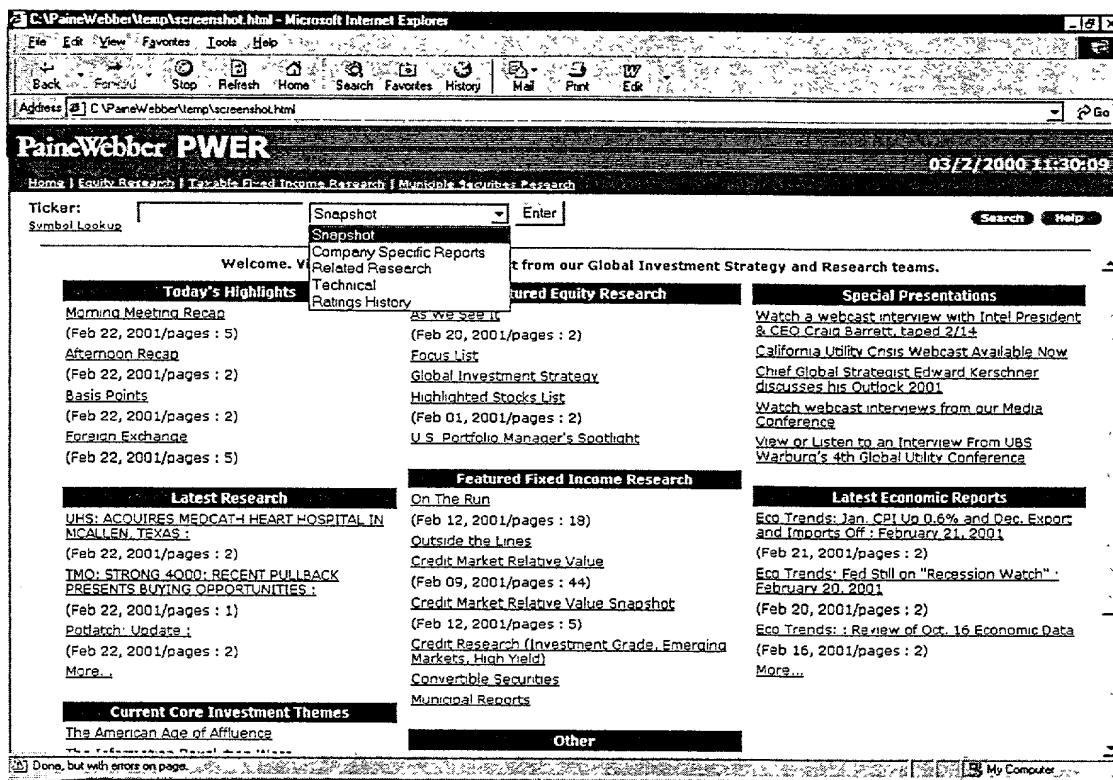 C:\PaineWebber\temp\screenshot.html - Microsoft Internet Explorer
File Edit View Favorites Tools Help
Back Forward Stop Refresh Home Search Favorites History Mail Print Edit
Address C:\PaineWebber\temp\screenshot.html Go
PaineWebber PWER
03/2/2000 11:30:09
Home | Equity Research | Taxable Fixed Income Research | Municiple Securities Research
Ticker: Snapshot Enter Search Help
Symbol Lookup
Snapshot
Company Specific Reports
Related Research
Technical
Ratings History
Welcome. t from our Global Investment Strategy and Research teams.
Today's Highlights
Morning Meeting Recap
(Feb 22, 2001/pages : 5)
Afternoon Recap
(Feb 22, 2001/pages : 2)
Basis Points
(Feb 22, 2001/pages : 2)
Foreign Exchange
(Feb 22, 2001/pages : 5)
Latest Research
UHS: ACQUIRES MEDCATH HEART HOSPITAL IN
MCALLEN, TEXAS :
(Feb 22, 2001/pages : 2)
TMO: STRONG 4Q00; RECENT PULLBACK
PRESENTS BUYING OPPORTUNITIES :
(Feb 22, 2001/pages : 1)
Potlatch: Update :
(Feb 22, 2001/pages : 2)
More...
Current Core Investment Themes
The American Age of Affluence
tured Equity Research
As We See It
(Feb 20, 2001/pages : 2)
Focus List
Global Investment Strategy
Highlighted Stocks List
(Feb 01, 2001/pages : 2)
U.S. Portfolio Manager's Spotlight
Featured Fixed Income Research
On The Run
(Feb 12, 2001/pages : 18)
Outside the Lines
Credit Market Relative Value
(Feb 09, 2001/pages : 44)
Credit Market Relative Value Snapshot
(Feb 12, 2001/pages : 5)
Credit Research (Investment Grade, Emerging
Markets, High Yield)
Convertible Securities
Municipal Reports
Other
Special Presentations
Watch a webcast interview with Intel President
& CEO Craig Barrett, taped 2/14
California Utility Crisis Webcast Available Now
Chief Global Strategist Edward Kerschner
discusses his Outlook 2001
Watch webcast interviews from our Media
Conference
View or Listen to an Interview From UBS
Warburg's 4th Global Utility Conference
Latest Economic Reports
Eco Trends: Jan. CPI Up 0.6% and Dec. Export
and Imports Off : February 21, 2001
(Feb 21, 2001/pages : 2)
Eco Trends: Fed Still on "Recession Watch" :
February 20, 2001
(Feb 20, 2001/pages : 2)
Eco Trends: : Review of Oct. 16 Economic Data
(Feb 16, 2001/pages : 2)
More...
Done, but with errors on page. My Computer